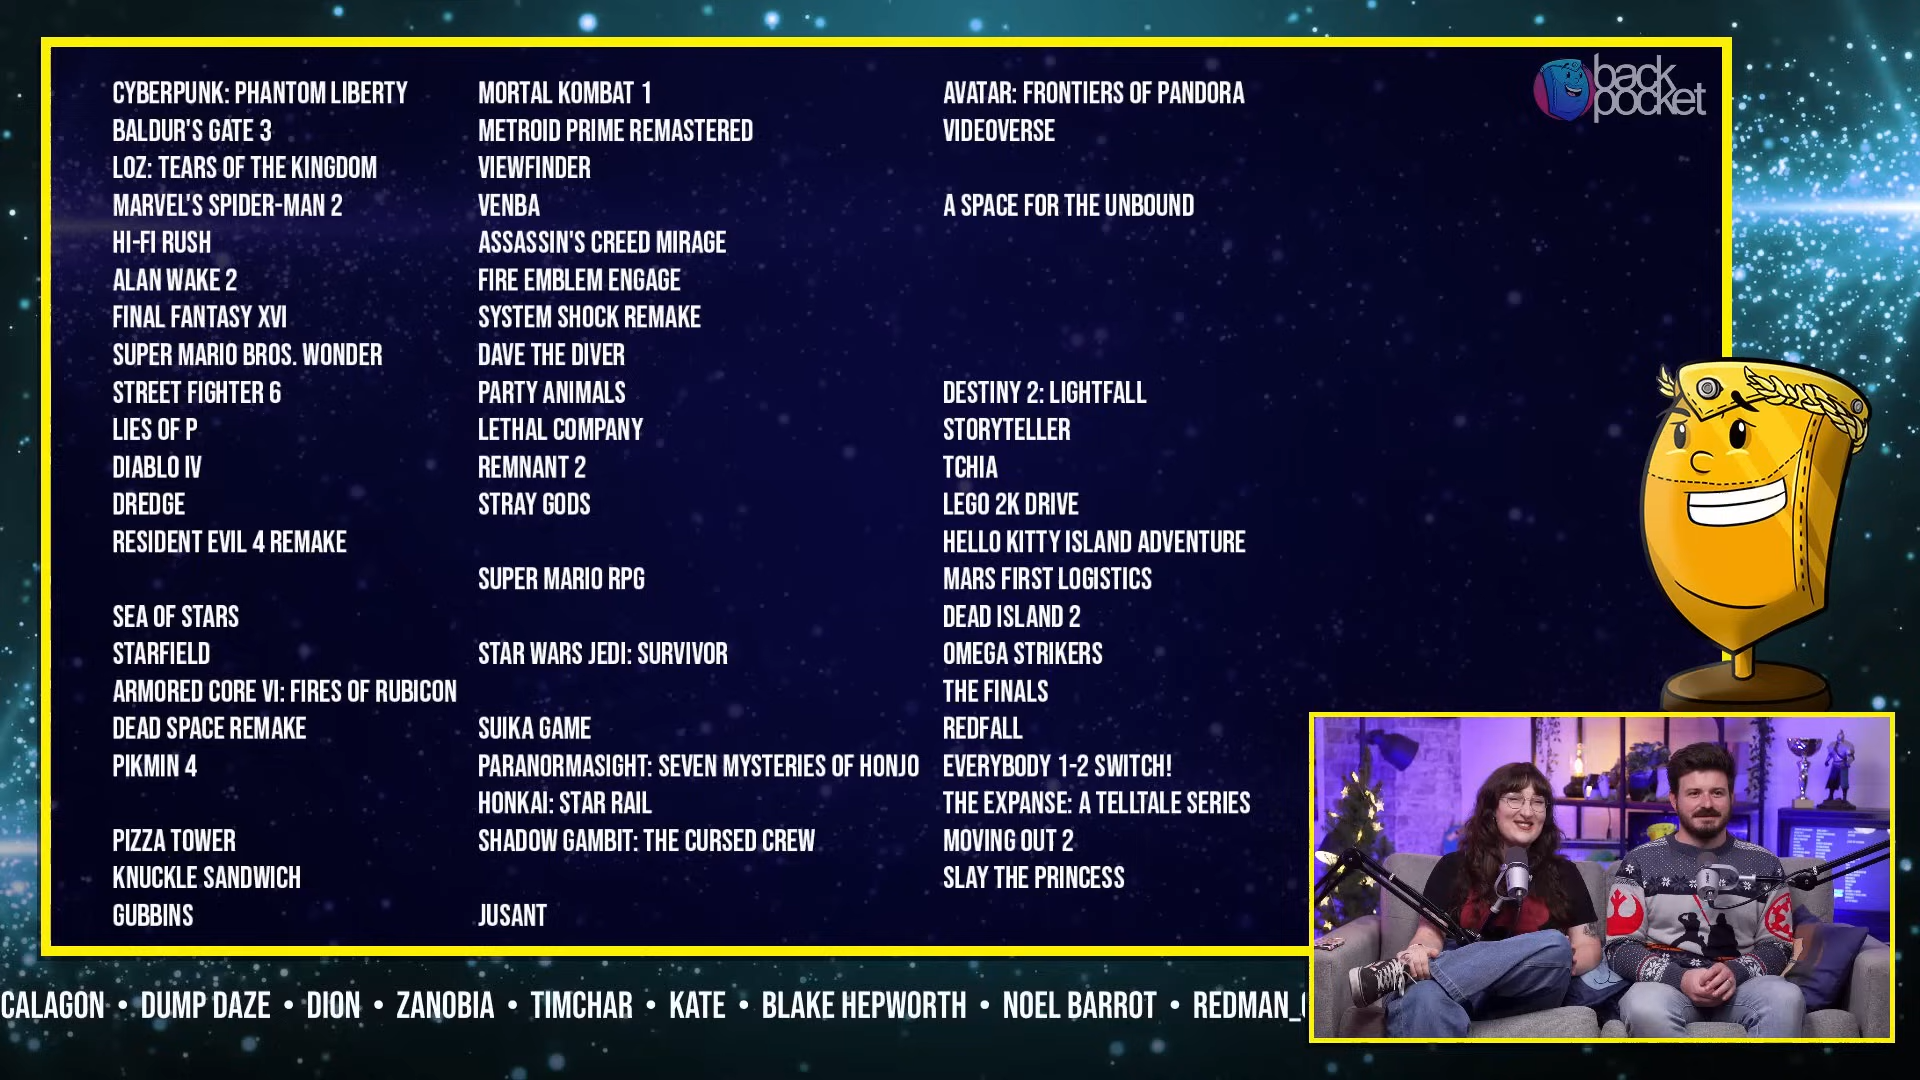 back
pocket
CYBERPUNK: PHANTOM LIBERTY
BALDUR'S GATE 3
LOZ: TEARS OF THE KINGDOM
MARVEL'S SPIDER-MAN 2
HI-FI RUSH
ALAN WAKE 2
FINAL FANTASY XVI
SUPER MARIO BROS. WONDER
STREET FIGHTER 6
LIES OF P
DIABLO IV
DREDGE
RESIDENT EVIL 4 REMAKE
SEA OF STARS
STARFIELD
ARMORED CORE VI: FIRES OF RUBICON
DEAD SPACE REMAKE
PIKMIN 4
PIZZA TOWER
KNUCKLE SANDWICH
GUBBINS
MORTAL KOMBAT 1
METROID PRIME REMASTERED
VIEWFINDER
VENBA
ASSASSIN'S CREED MIRAGE
FIRE EMBLEM ENGAGE
SYSTEM SHOCK REMAKE
DAVE THE DIVER
PARTY ANIMALS
LETHAL COMPANY
REMNANT 2
STRAY GODS
SUPER MARIO RPG
STAR WARS JEDI: SURVIVOR
SUIKA GAME
PARANORMASIGHT: SEVEN MYSTERIES OF HONJO
HONKAI: STAR RAIL
SHADOW GAMBIT: THE CURSED CREW
JUSANT
AVATAR: FRONTIERS OF PANDORA
VIDEOVERSE
A SPACE FOR THE UNBOUND
DESTINY 2: LIGHTFALL
STORYTELLER
TCHIA
LEGO 2K DRIVE
HELLO KITTY ISLAND ADVENTURE
MARS FIRST LOGISTICS
DEAD ISLAND 2
OMEGA STRIKERS
THE FINALS
REDFALL
EVERYBODY 1-2 SWITCH!
THE EXPANSE: A TELLTALE SERIES
MOVING OUT 2
SLAY THE PRINCESS
CALAGON • DUMP DAZE • DION • ZANOBIA • TIMCHAR • KATE • BLAKE HEPWORTH • NOEL BARROT • REDMAN_